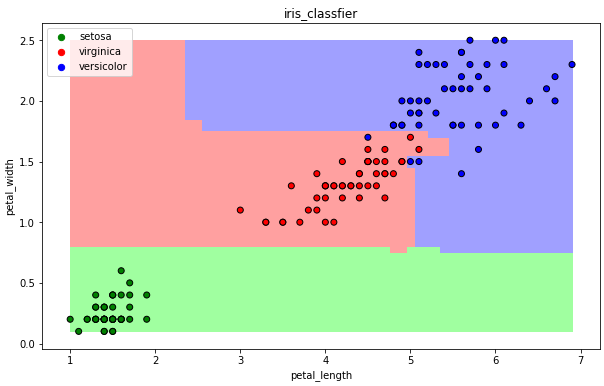 iris_classfier
setosa
virginica
versicolor
2.5
2.0
1.5
1.0
0.5
0.0
petal_width
1
2
3
4
5
6
7
petal_length